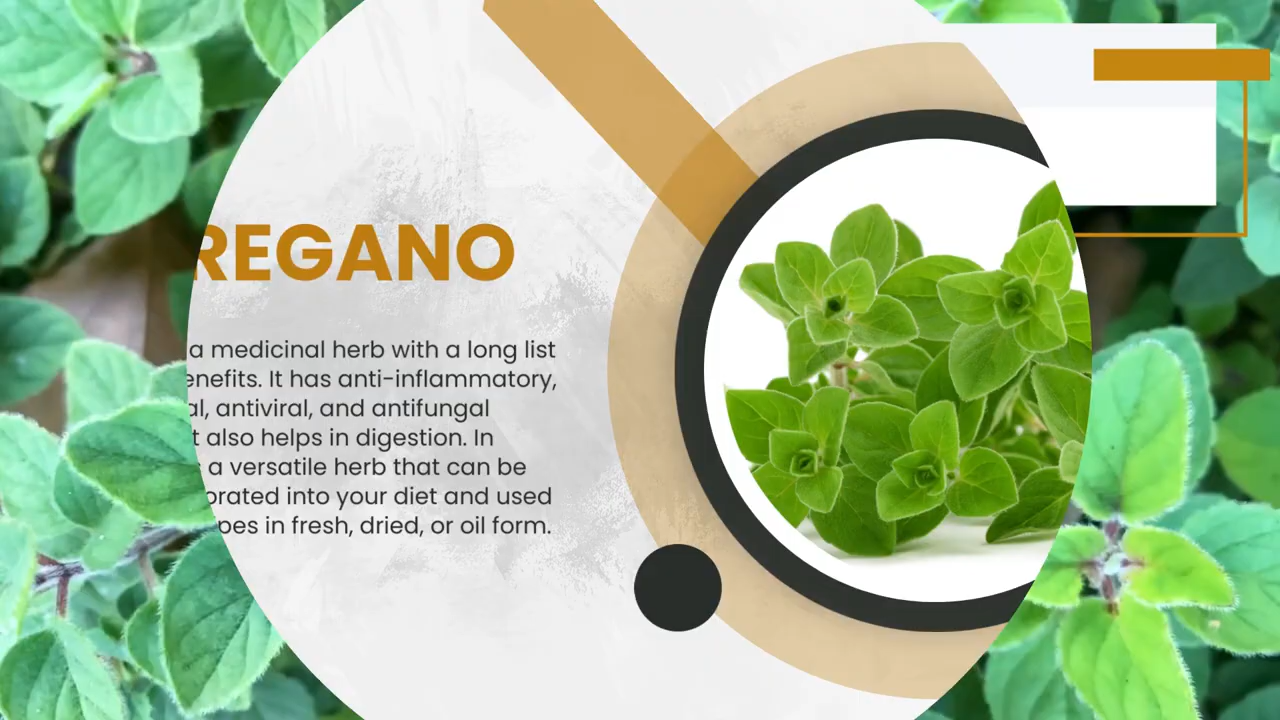 REGANO
a medicinal herb with a long list
enefits. It has anti-inflammatory,
al, antiviral, and antifungal
t also helps in digestion. In
a versatile herb that can be
orated into your diet and used
pes in fresh, dried, or oil form.